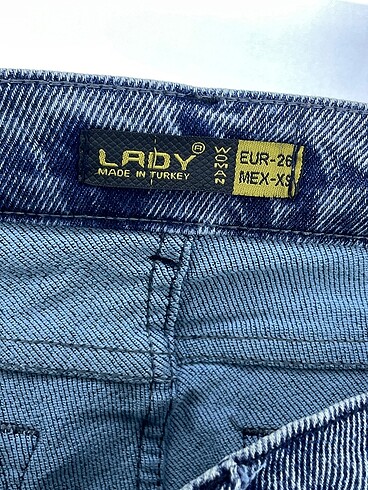 LADY®
MADE IN TURKEY
WOMAN
EUR-26
MEX-XS